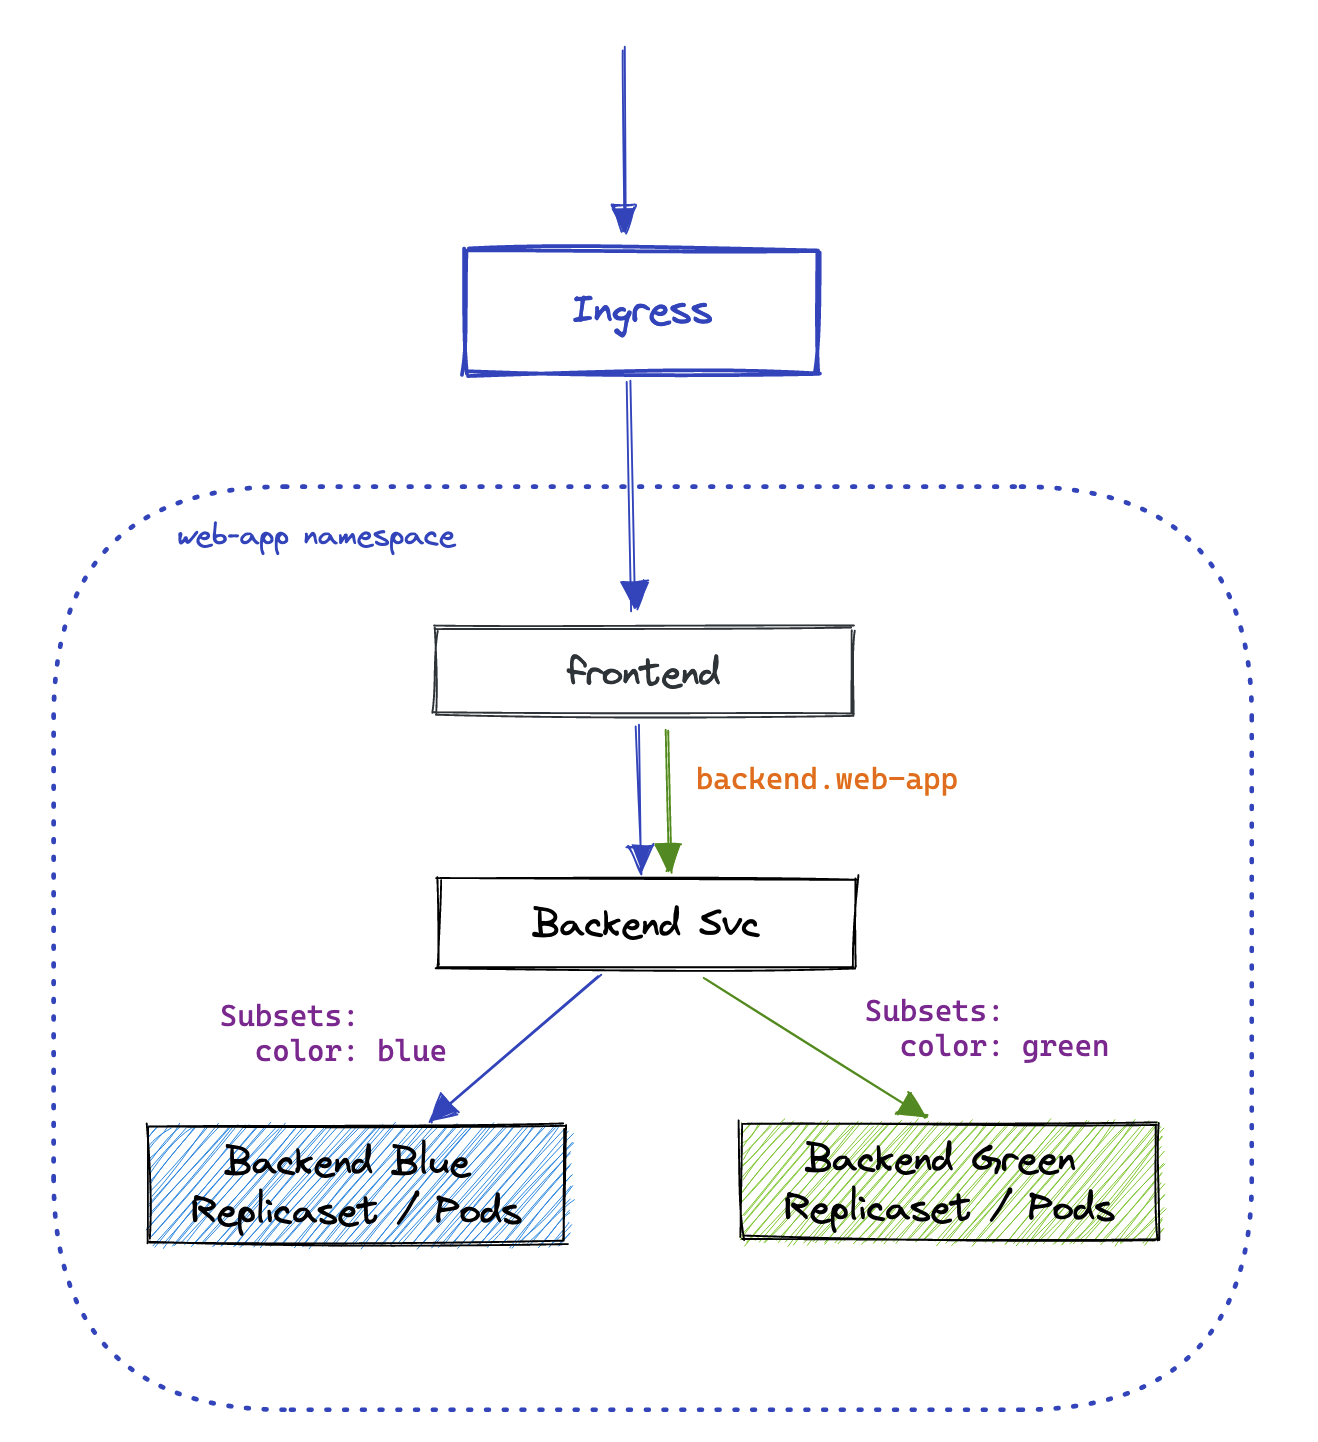 Ingress
web-app namespace
frontend
backend.web-app
Backend Svc
Subsets:
color: blue
Subsets:
color: green
Backend Blue
Replicaset / Pods
Backend Green
Replicaset / Pods